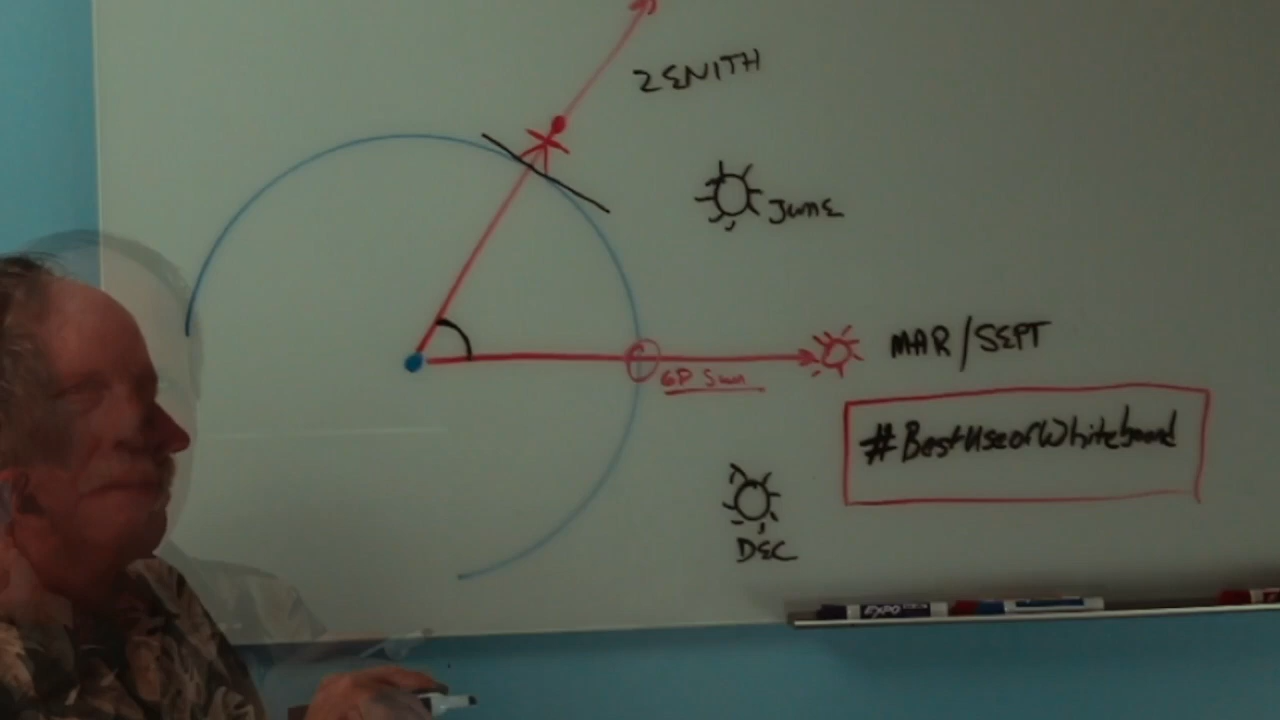 ZENITH
JUNE
MAR/SEPT
GP Sun
#BestUseofWhiteboard
DEC
EXPO